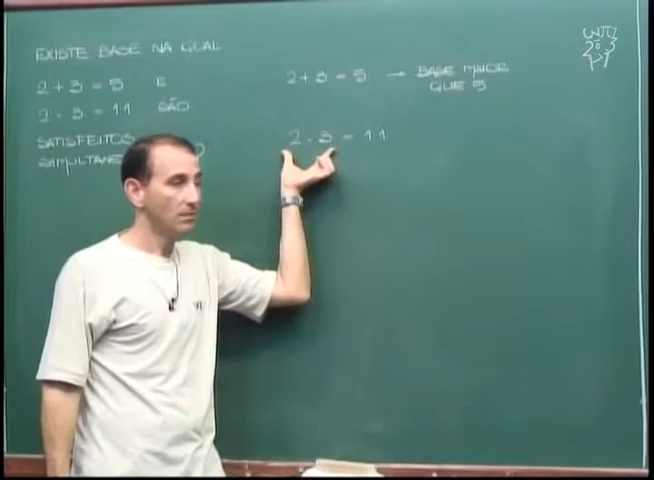 EXISTE BASE NA QUAL
2 + 3 = 5 E
2 · 3 = 11 SÃO
SATISFEITOS
2 + 3 = 5 → BASE MAIOR
QUE 5
2 · 3 = 11